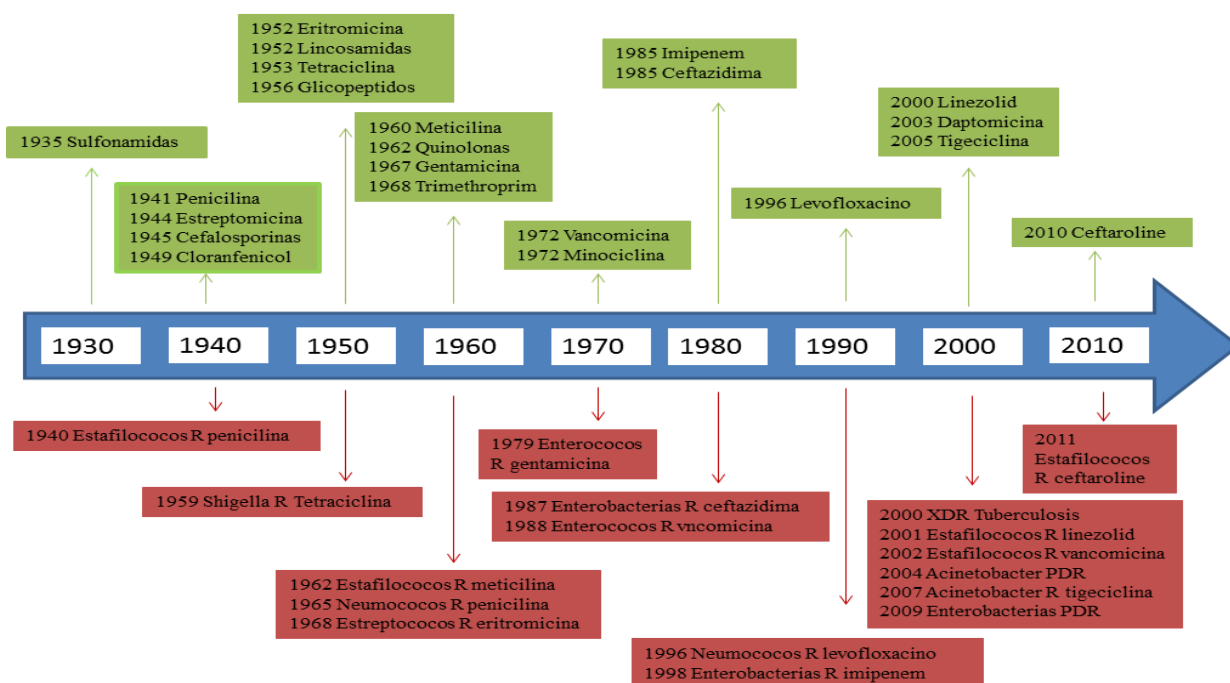 1952 Eritromicina
1952 Lincosamidas
1953 Tetraciclina
1956 Glicopeptidos
1985 Imipenem
1985 Ceftazidima
1935 Sulfonamidas
1960 Meticilina
1962 Quinolonas
1967 Gentamicina
1968 Trimethroprim
2000 Linezolid
2003 Daptomicina
2005 Tigeciclina
1941 Penicilina
1944 Estreptomicina
1945 Cefalosporinas
1949 Cloranfenicol
1972 Vancomicina
1972 Minociclina
1996 Levofloxacino
2010 Ceftaroline
1930
1940
1950
1960
1970
1980
1990
2000
2010
1940 Estafilococos R penicilina
1979 Enterococos
R gentamicina
2011
Estafilococos
R ceftaroline
1959 Shigella R Tetraciclina
1987 Enterobacterias R ceftazidima
1988 Enterococos R vncomicina
2000 XDR Tuberculosis
2001 Estafilococos R linezolid
2002 Estafilococos R vancomicina
2004 Acinetobacter PDR
2007 Acinetobacter R tigeciclina
2009 Enterobacterias PDR
1962 Estafilococos R meticilina
1965 Neumococos R penicilina
1968 Estreptococos R eritromicina
1996 Neumococos R levofloxacino
1998 Enterobacterias R imipenem